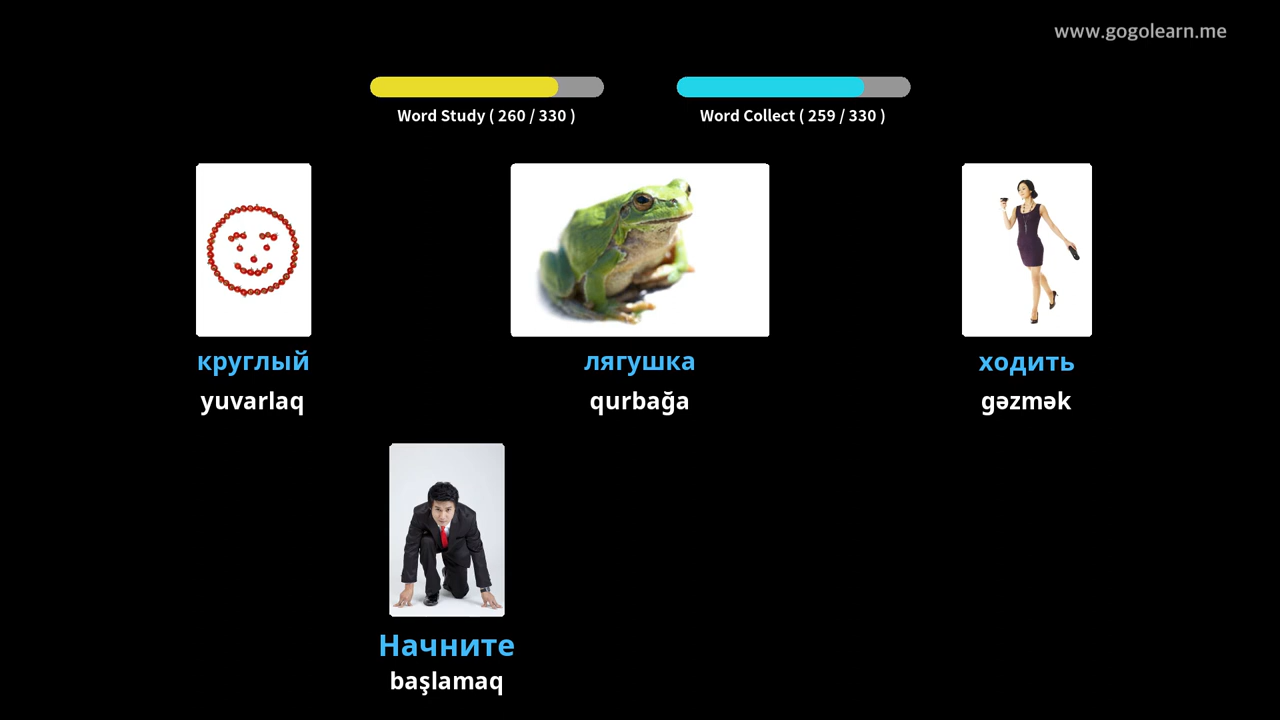 www.gogolearn.me
Word Study ( 260 / 330 )
Word Collect ( 259 / 330 )
круглый
лягушка
ходить
yuvarlaq
qurbağa
gəzmək
Начните
başlamaq